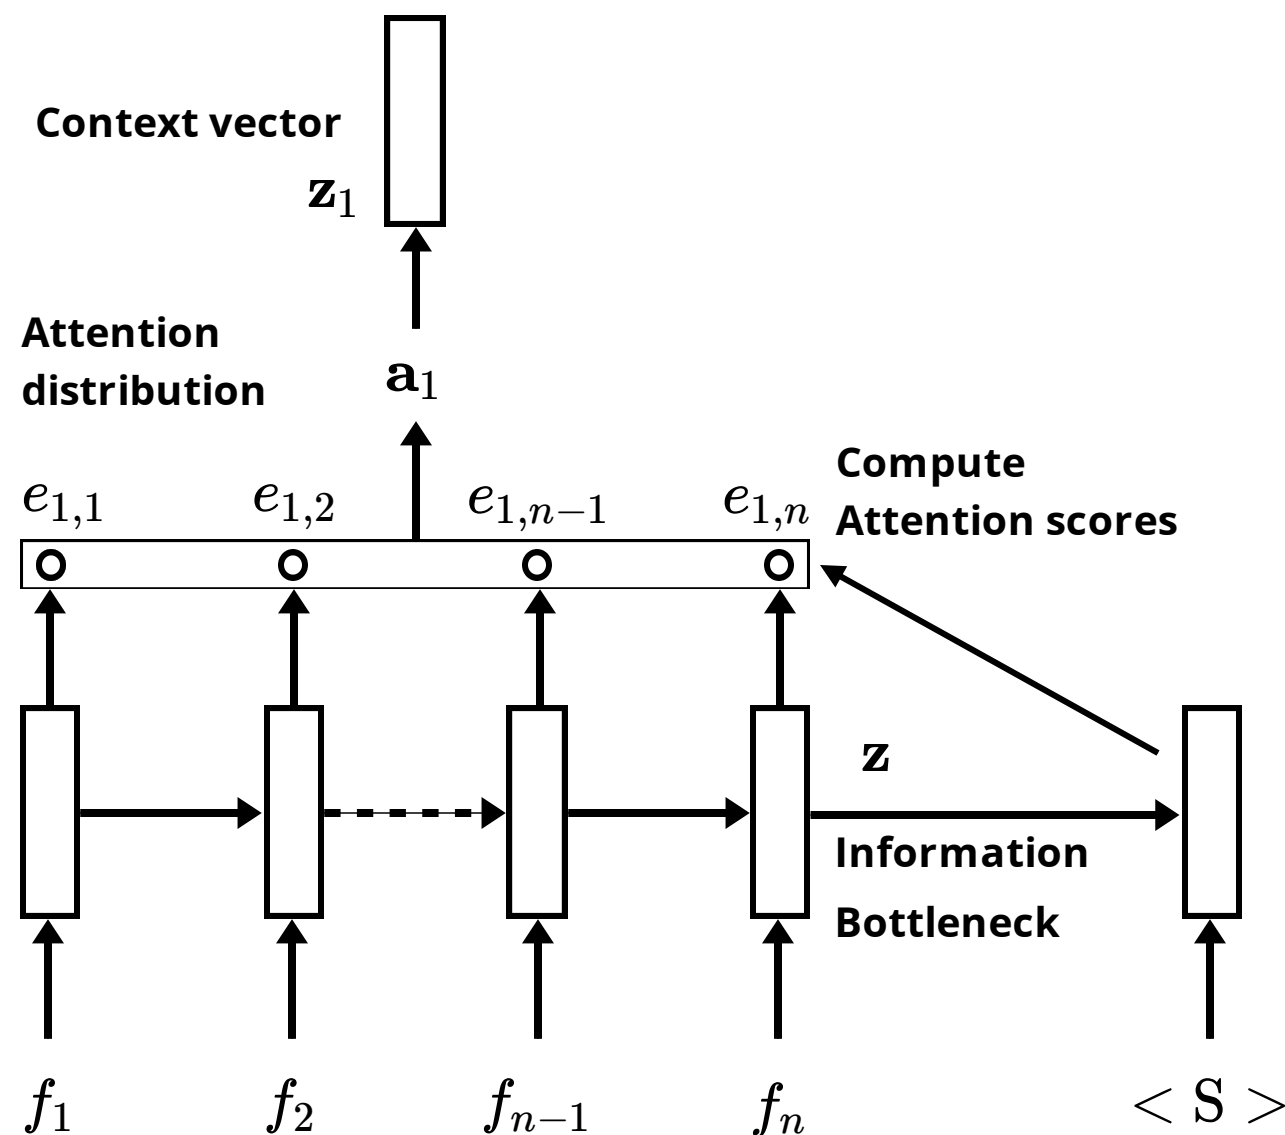 Context vector
z₁
Attention
distribution
a₁
Compute
Attention scores
e₁,₁ e₁,₂ e₁,ₙ₋₁ e₁,ₙ
z
Information
Bottleneck
f₁ f₂ fₙ₋₁ fₙ < S >